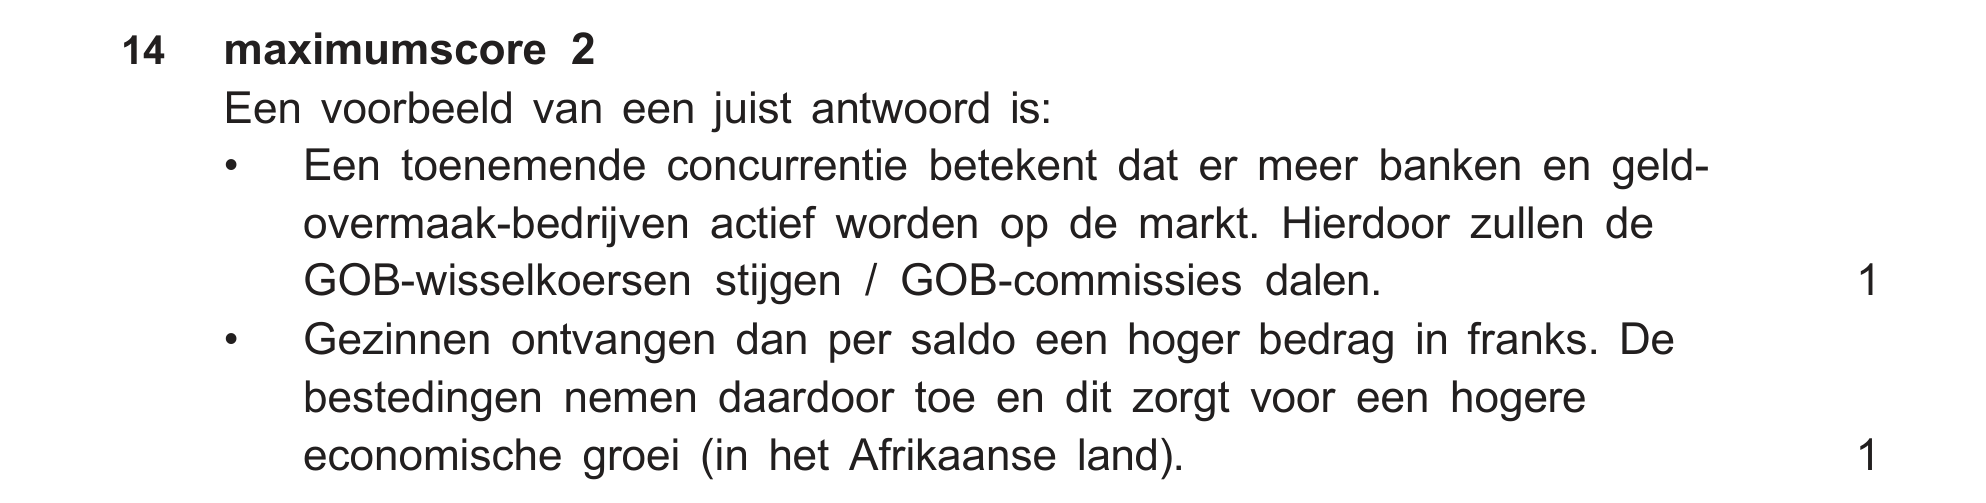 14 maximumscore 2
Een voorbeeld van een juist antwoord is:
• Een toenemende concurrentie betekent dat er meer banken en geld-
overmaak-bedrijven actief worden op de markt. Hierdoor zullen de
GOB-wisselkoersen stijgen / GOB-commissies dalen. 1
• Gezinnen ontvangen dan per saldo een hoger bedrag in franks. De
bestedingen nemen daardoor toe en dit zorgt voor een hogere
economische groei (in het Afrikaanse land). 1